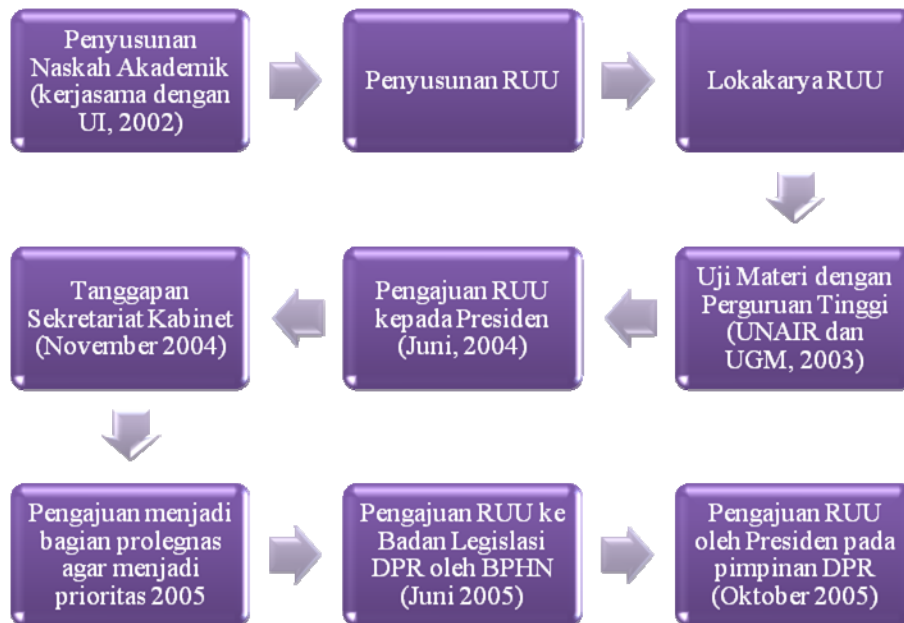 Penyusunan
Naskah Akademik
(kerjasama dengan
UI, 2002)
Penyusunan RUU
Lokakarya RUU
Uji Materi dengan
Perguruan Tinggi
(UNAIR dan
UGM, 2003)
Pengajuan RUU
kepada Presiden
(Juni, 2004)
Tanggapan
Sekretariat Kabinet
(November 2004)
Pengajuan menjadi
bagian prolegnas
agar menjadi
prioritas 2005
Pengajuan RUU ke
Badan Legislasi
DPR oleh BPHN
(Juni 2005)
Pengajuan RUU
oleh Presiden pada
pimpinan DPR
(Oktober 2005)